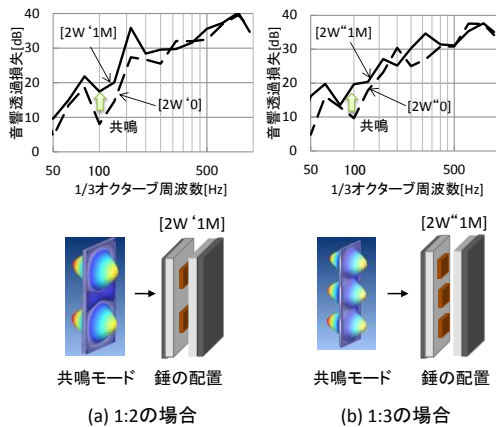 音響透過損失[dB]
40
30
20
10
0
[2W‘1M]
[2W“0]
共鳴
50
100
500
1/3オクターブ周波数[Hz]
[2W‘1M]
共鳴モード
錘の配置
(a) 1:2の場合
音響透過損失[dB]
40
30
20
10
0
[2W“1M]
[2W“0]
共鳴
50
100
500
1/3オクターブ周波数[Hz]
[2W“1M]
共鳴モード
錘の配置
(b) 1:3の場合